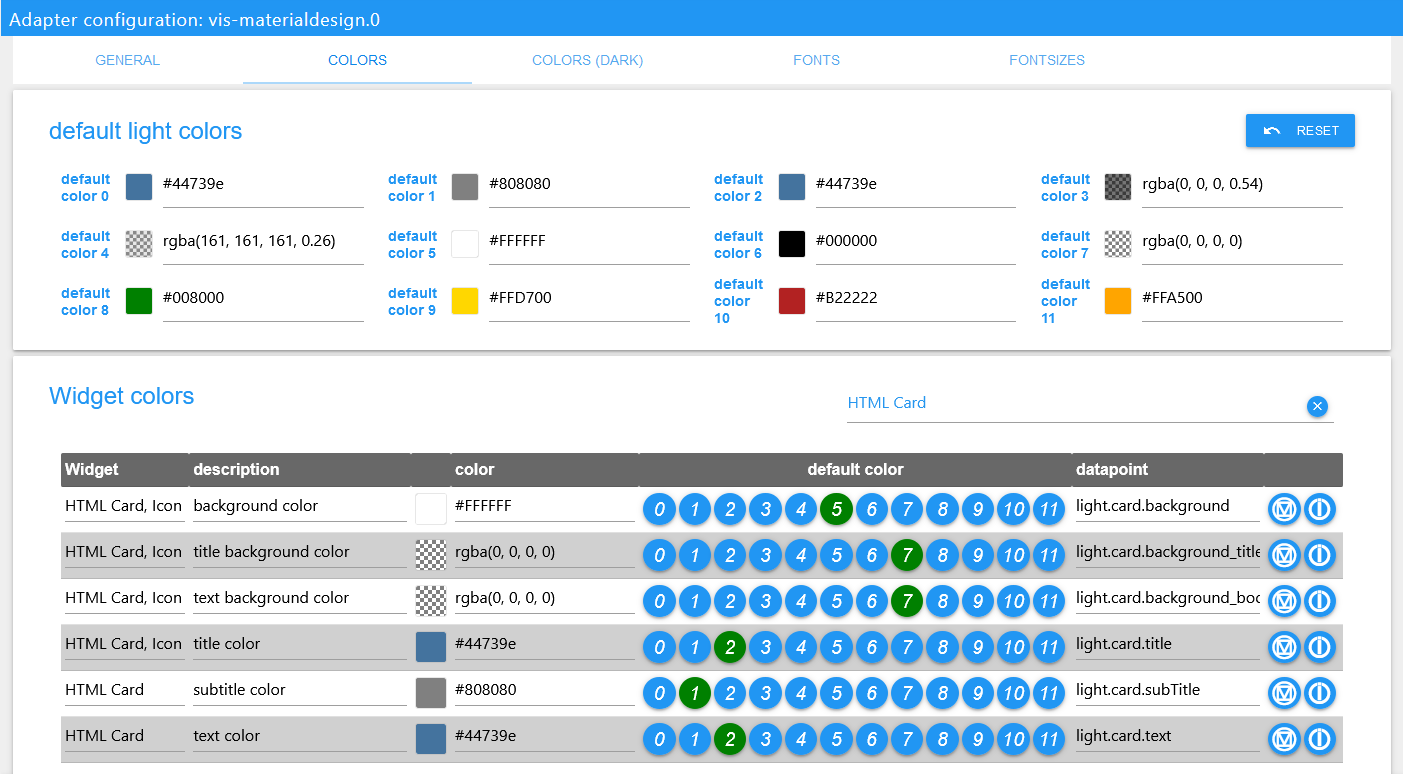 Adapter configuration: vis-materialdesign.0
GENERAL COLORS COLORS (DARK) FONTS FONTSIZES
default light colors
RESET
default color 0 #44739e default color 1 #808080 default color 2 #44739e default color 3 rgba(0, 0, 0, 0.54)
default color 4 rgba(161, 161, 161, 0.26) default color 5 #FFFFFF default color 6 #000000 default color 7 rgba(0, 0, 0, 0)
default color 8 #008000 default color 9 #FFD700 default color 10 #B22222 default color 11 #FFA500
Widget colors
HTML Card
Widget description color default color datapoint
HTML Card, Icon background color #FFFFFF 0 1 2 3 4 5 6 7 8 9 10 11 light.card.background
HTML Card, Icon title background color rgba(0, 0, 0, 0) 0 1 2 3 4 5 6 7 8 9 10 11 light.card.background_title
HTML Card, Icon text background color rgba(0, 0, 0, 0) 0 1 2 3 4 5 6 7 8 9 10 11 light.card.background_boc
HTML Card, Icon title color #44739e 0 1 2 3 4 5 6 7 8 9 10 11 light.card.title
HTML Card subtitle color #808080 0 1 2 3 4 5 6 7 8 9 10 11 light.card.subTitle
HTML Card text color #44739e 0 1 2 3 4 5 6 7 8 9 10 11 light.card.text